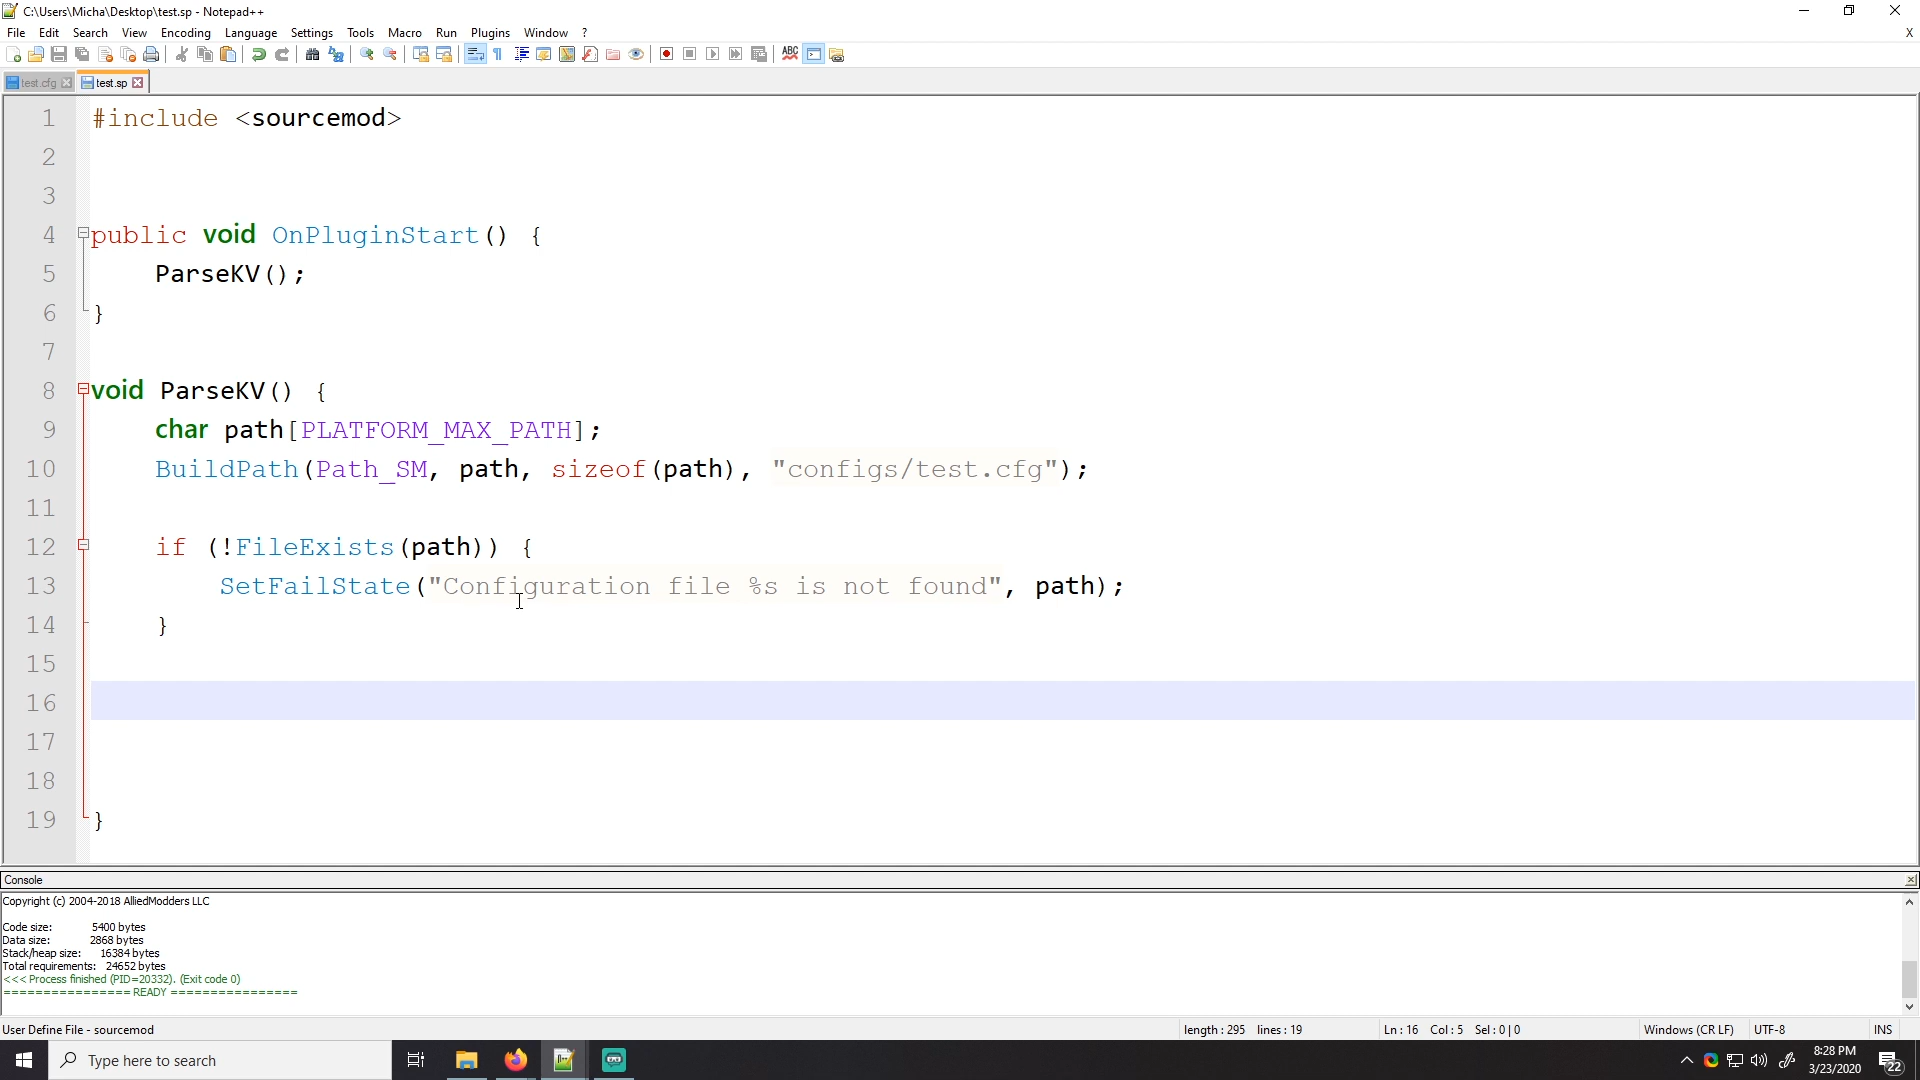 C:\Users\Micha\Desktop\test.sp - Notepad++
File Edit Search View Encoding Language Settings Tools Macro Run Plugins Window ? X
test.cfg test.sp
1 #include <sourcemod>
2
3
4 public void OnPluginStart() {
5 ParseKV();
6 }
7
8 void ParseKV() {
9 char path[PLATFORM_MAX_PATH];
10 BuildPath(Path_SM, path, sizeof(path), "configs/test.cfg");
11
12 if (!FileExists(path)) {
13 SetFailState("Configuration file %s is not found", path);
14 }
15
16
17
18
19 }
Console
Copyright (c) 2004-2018 AlliedModders LLC
Code size: 5400 bytes
Data size: 2868 bytes
Stack/heap size: 16384 bytes
Total requirements: 24652 bytes
<<< Process finished (PID=20332). (Exit code 0)
================ READY ================
User Define File - sourcemod length : 295 lines : 19 Ln : 16 Col : 5 Sel : 0 | 0 Windows (CR LF) UTF-8 INS
Type here to search
8:28 PM
3/23/2020
22